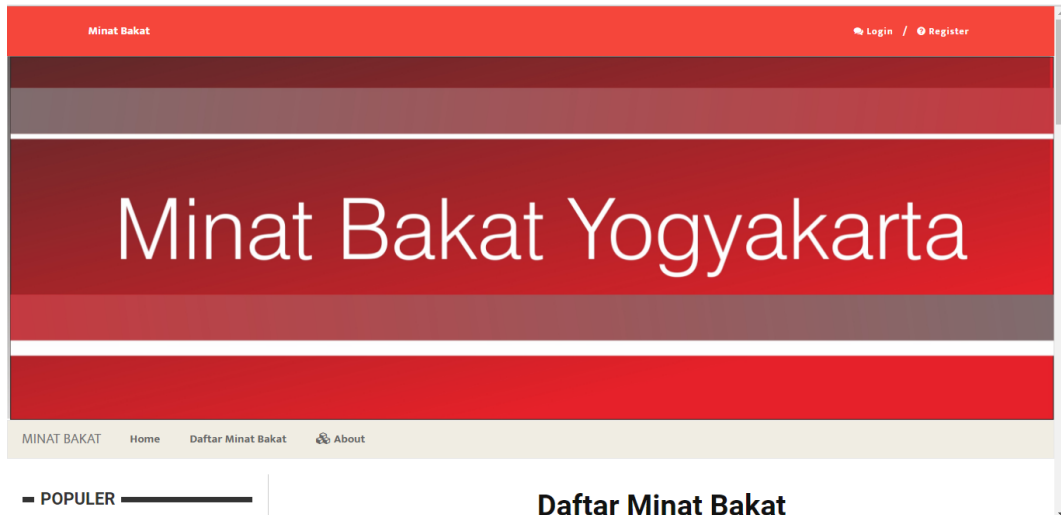 Minat Bakat
Login / Register
Minat Bakat Yogyakarta
MINAT BAKAT Home Daftar Minat Bakat About
POPULER
Daftar Minat Bakat